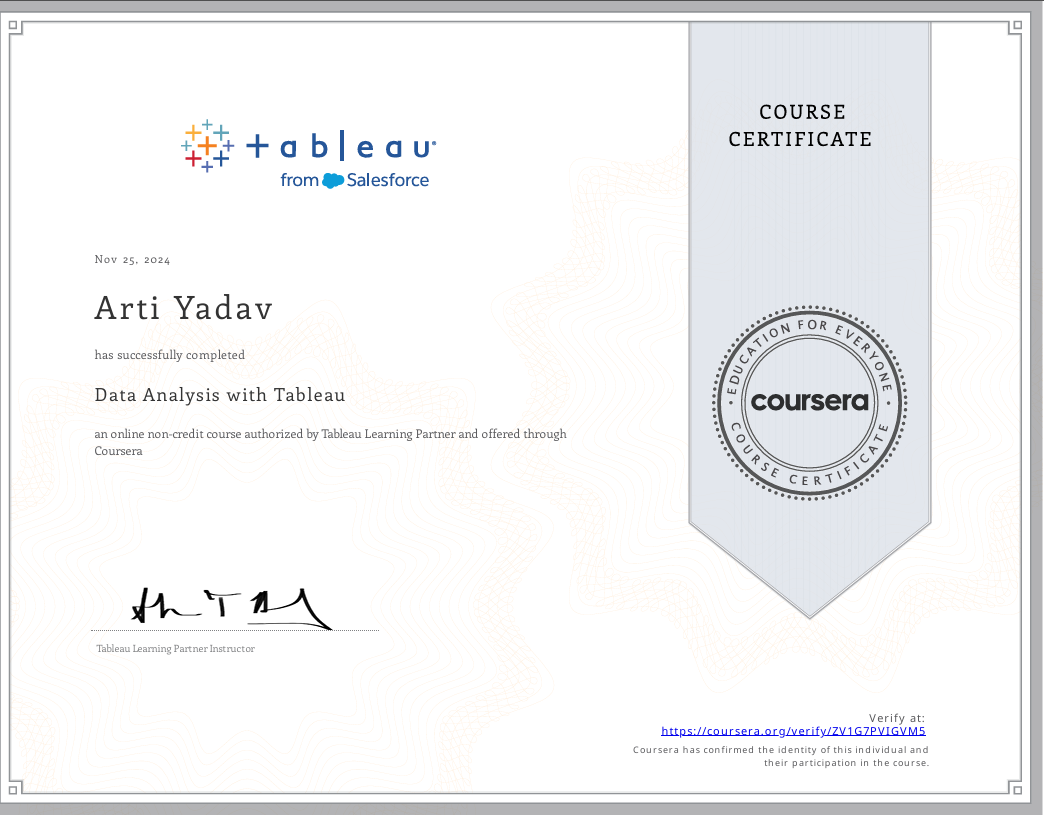 COURSE
CERTIFICATE
+ableau
from Salesforce
Nov 25, 2024
Arti Yadav
has successfully completed
Data Analysis with Tableau
an online non-credit course authorized by Tableau Learning Partner and offered through
Coursera
EDUCATION FOR EVERYONE
coursera
COURSE CERTIFICATE
Tableau Learning Partner Instructor
Verify at:
https://coursera.org/verify/ZV1G7PVIGVM5
Coursera has confirmed the identity of this individual and
their participation in the course.